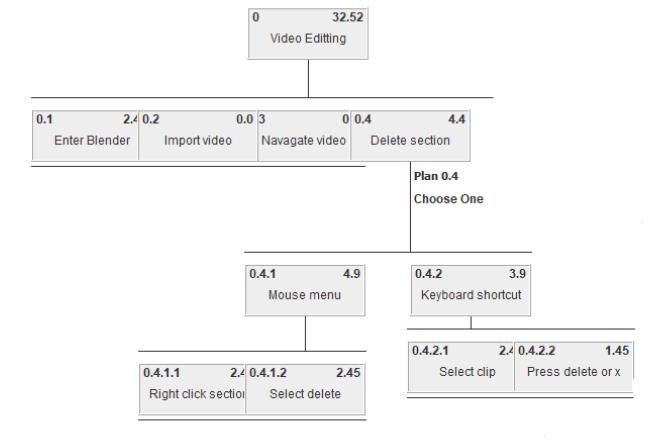 0 32.52
Video Editting
0.1 2.4 0.2 0.0 3 0 0.4 4.4
Enter Blender Import video Navagate video Delete section
Plan 0.4
Choose One
0.4.1 4.9 0.4.2 3.9
Mouse menu Keyboard shortcut
0.4.2.1 2.4 0.4.2.2 1.45
Select clip Press delete or x
0.4.1.1 2.4 0.4.1.2 2.45
Right click section Select delete